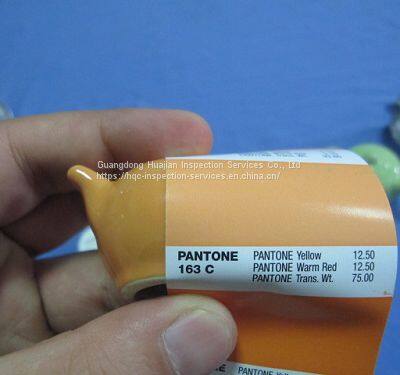 Guangdong Huajian Inspection Services Co., Ltd
https://hqc-inspection-services.en.china.cn/
PANTONE
163 C
PANTONE Yellow 12.50
PANTONE Warm Red 12.50
PANTONE Trans. Wt. 75.00